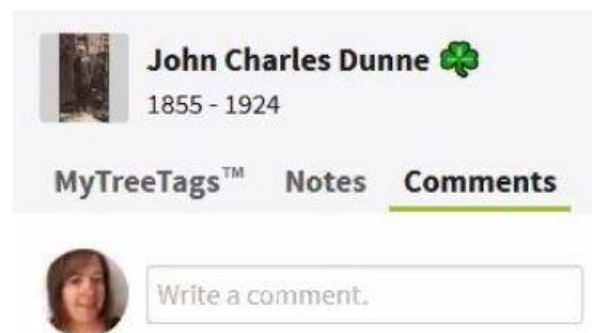 John Charles Dunne ☘
1855 - 1924
MyTreeTags™ Notes Comments
Write a comment.